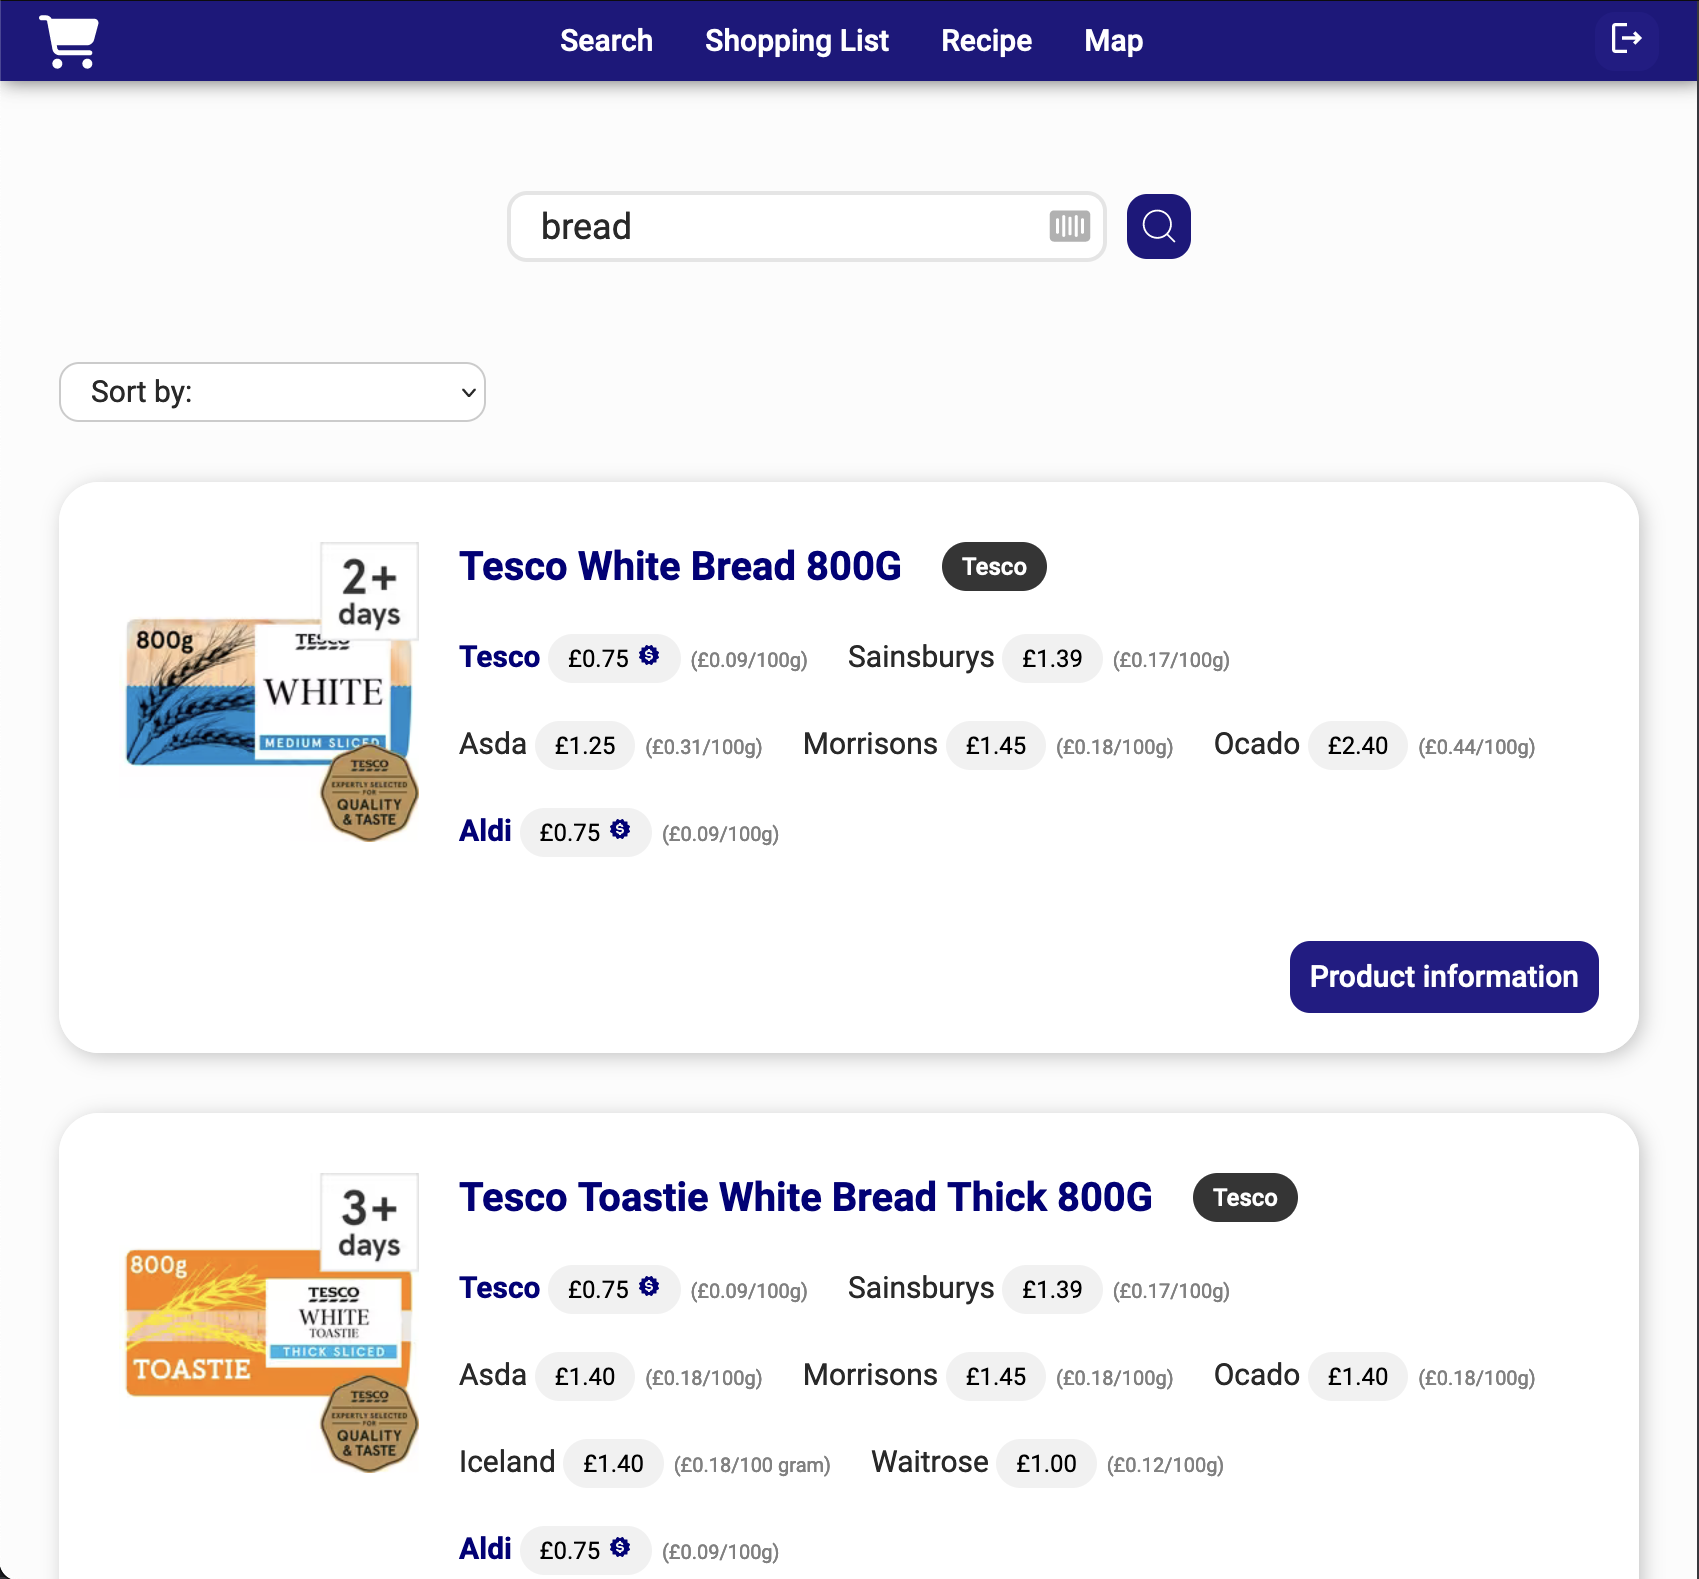 Search Shopping List Recipe Map
bread
Sort by:
2+
days
800g
TESCO
WHITE
MEDIUM SLICED
TESCO
EXPERTLY SELECTED
FOR
QUALITY
& TASTE
Tesco White Bread 800G Tesco
Tesco £0.75 (£0.09/100g) Sainsburys £1.39 (£0.17/100g)
Asda £1.25 (£0.31/100g) Morrisons £1.45 (£0.18/100g) Ocado £2.40 (£0.44/100g)
Aldi £0.75 (£0.09/100g)
Product information
3+
days
800g
TESCO
WHITE
TOASTIE
THICK SLICED
TOASTIE
TESCO
EXPERTLY SELECTED
FOR
QUALITY
& TASTE
Tesco Toastie White Bread Thick 800G Tesco
Tesco £0.75 (£0.09/100g) Sainsburys £1.39 (£0.17/100g)
Asda £1.40 (£0.18/100g) Morrisons £1.45 (£0.18/100g) Ocado £1.40 (£0.18/100g)
Iceland £1.40 (£0.18/100 gram) Waitrose £1.00 (£0.12/100g)
Aldi £0.75 (£0.09/100g)